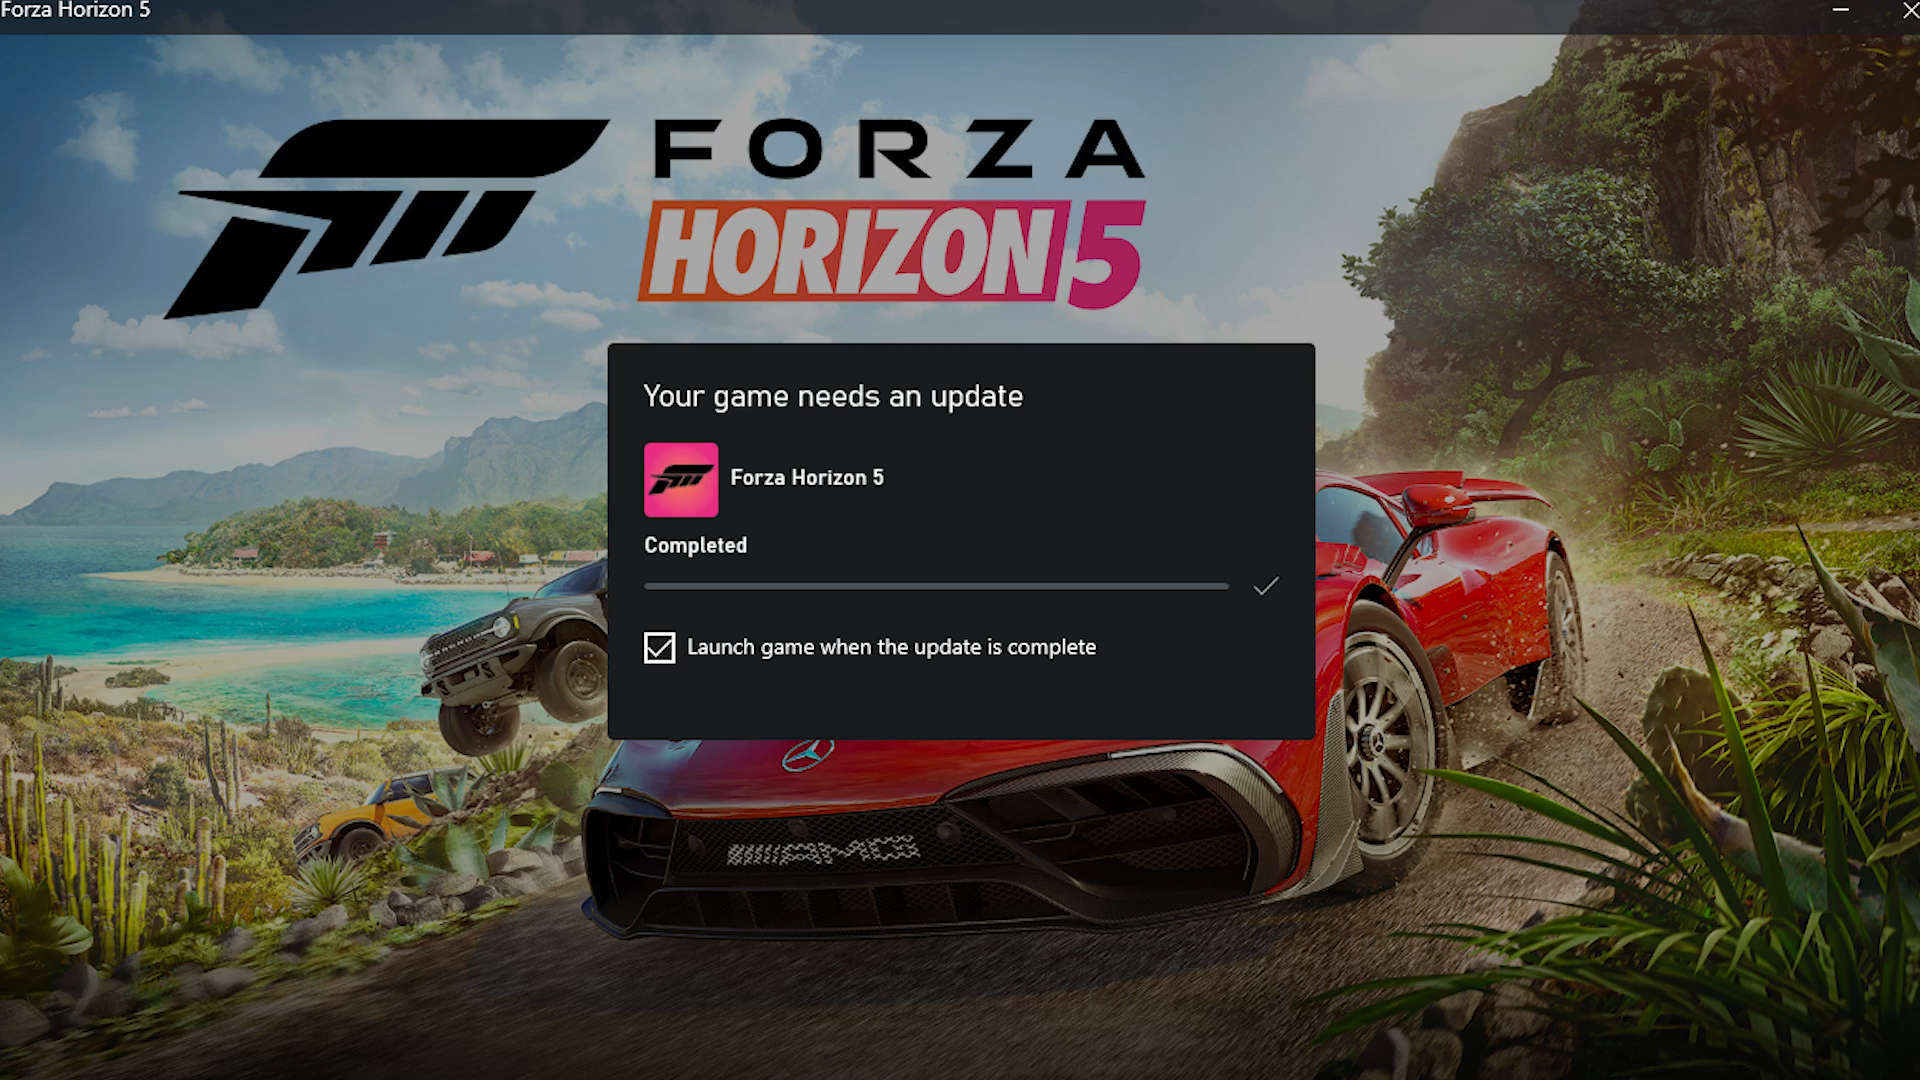 Forza Horizon 5
FORZA
HORIZON 5
Your game needs an update
Forza Horizon 5
Completed
Launch game when the update is complete
AMG